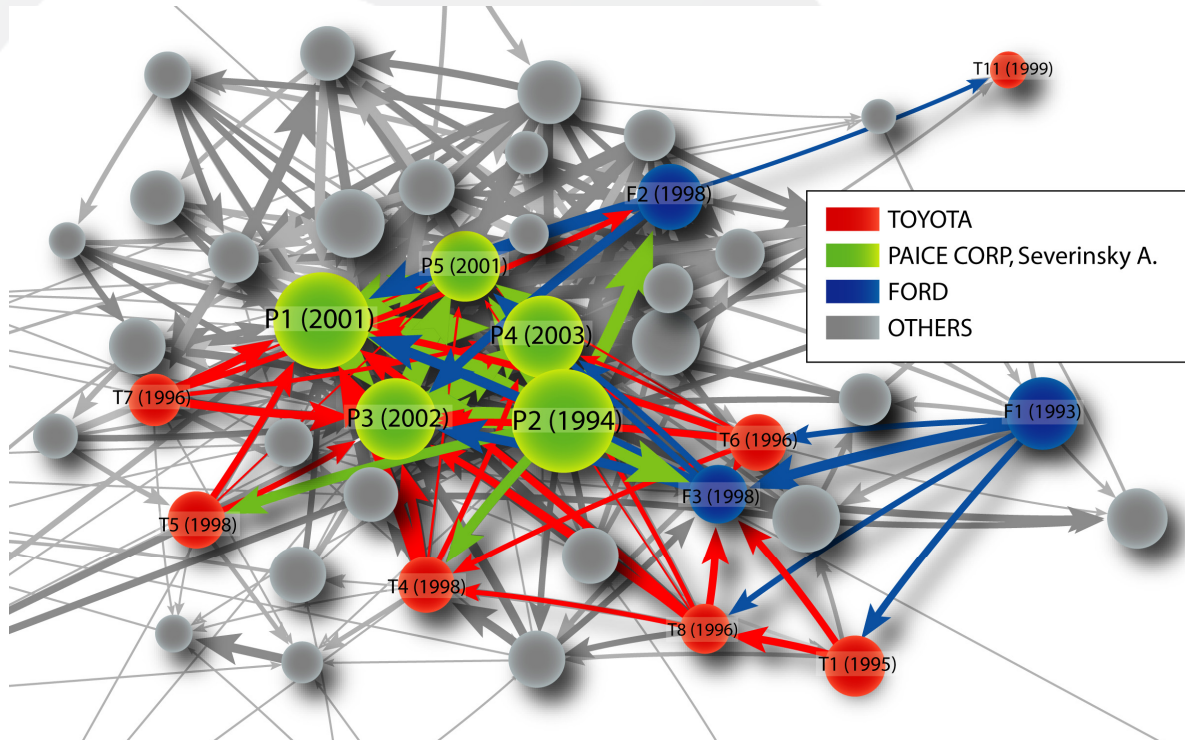 T11 (1999)
F2 (1998)
TOYOTA
PAICE CORP, Severinsky A.
FORD
OTHERS
P5 (2001)
P1 (2001)
P4 (2003)
T7 (1996)
P3 (2002)
P2 (1994)
F1 (1993)
T6 (1996)
F3 (1998)
T5 (1998)
T4 (1998)
T8 (1996)
T1 (1995)